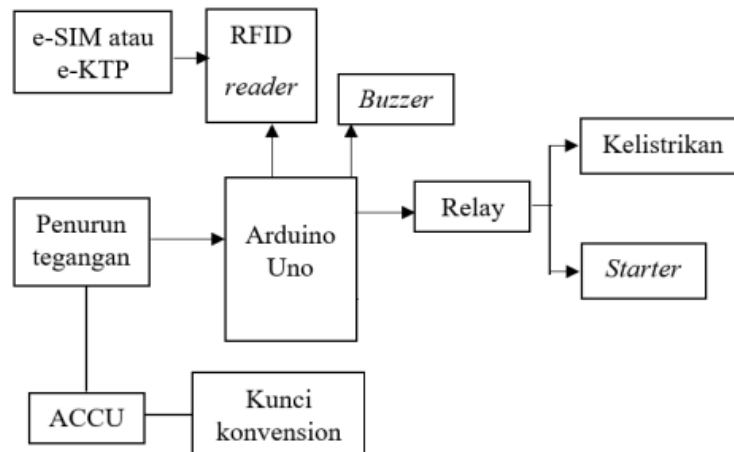 e-SIM atau
e-KTP
RFID
reader
Buzzer
Kelistrikan
Penurun
tegangan
Arduino
Uno
Relay
Starter
ACCU
Kunci
konvension